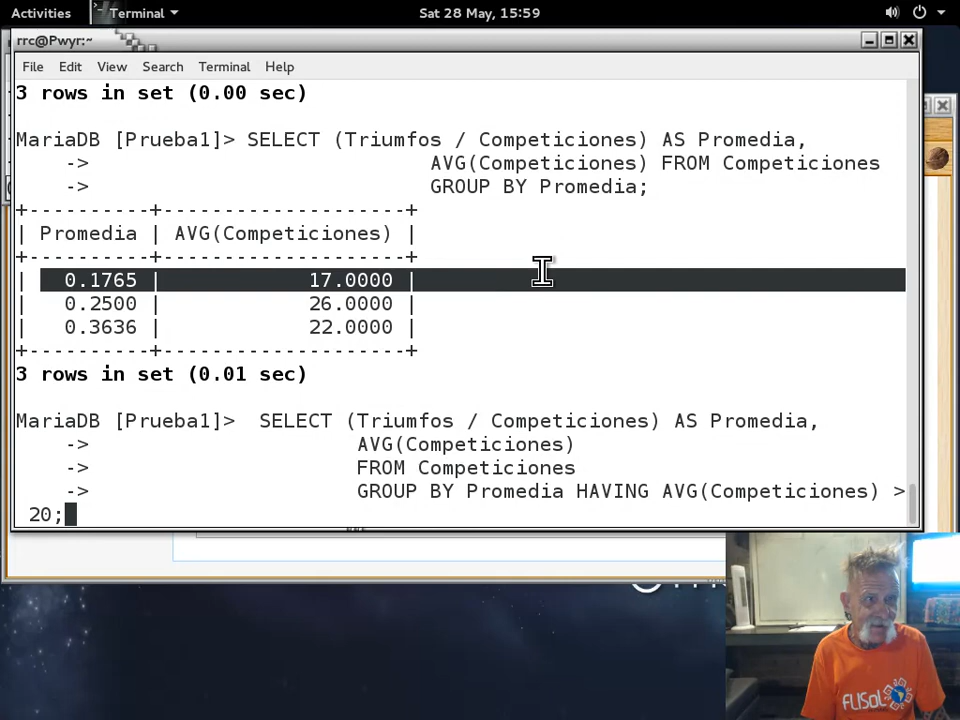 Activities Terminal Sat 28 May, 15:59
rrc@Pwyr:~
File Edit View Search Terminal Help
3 rows in set (0.00 sec)
MariaDB [Prueba1]> SELECT (Triumfos / Competiciones) AS Promedia,
    ->                            AVG(Competiciones) FROM Competiciones
    ->                            GROUP BY Promedia;
+----------+--------------------+
| Promedia | AVG(Competiciones) |
+----------+--------------------+
|   0.1765 |            17.0000 |
|   0.2500 |            26.0000 |
|   0.3636 |            22.0000 |
+----------+--------------------+
3 rows in set (0.01 sec)
MariaDB [Prueba1]>  SELECT (Triumfos / Competiciones) AS Promedia,
    ->                      AVG(Competiciones)
    ->                      FROM Competiciones
    ->                      GROUP BY Promedia HAVING AVG(Competiciones) >
 20;
FLISoL